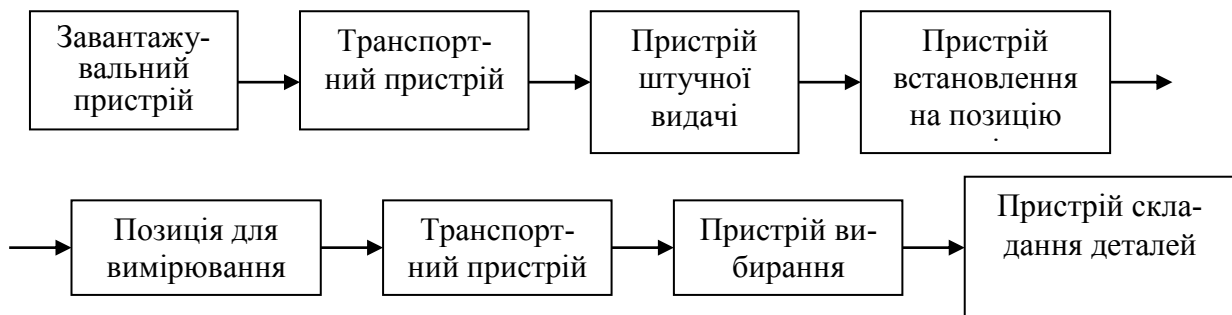 Завантажу-
вальний
пристрій
Транспорт-
ний пристрій
Пристрій
штучної
видачі
Пристрій
встановлення
на позицію
Позиція для
вимірювання
Транспорт-
ний пристрій
Пристрій ви-
бирання
Пристрій скла-
дання деталей